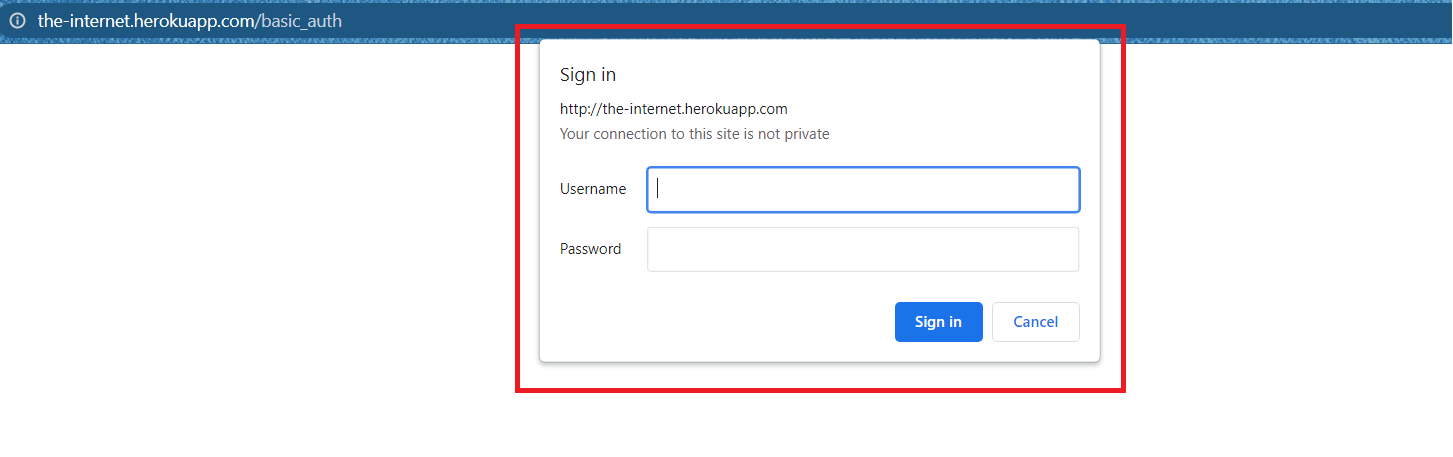 the-internet.herokuapp.com/basic_auth
Sign in
http://the-internet.herokuapp.com
Your connection to this site is not private
Username
Password
Sign in
Cancel